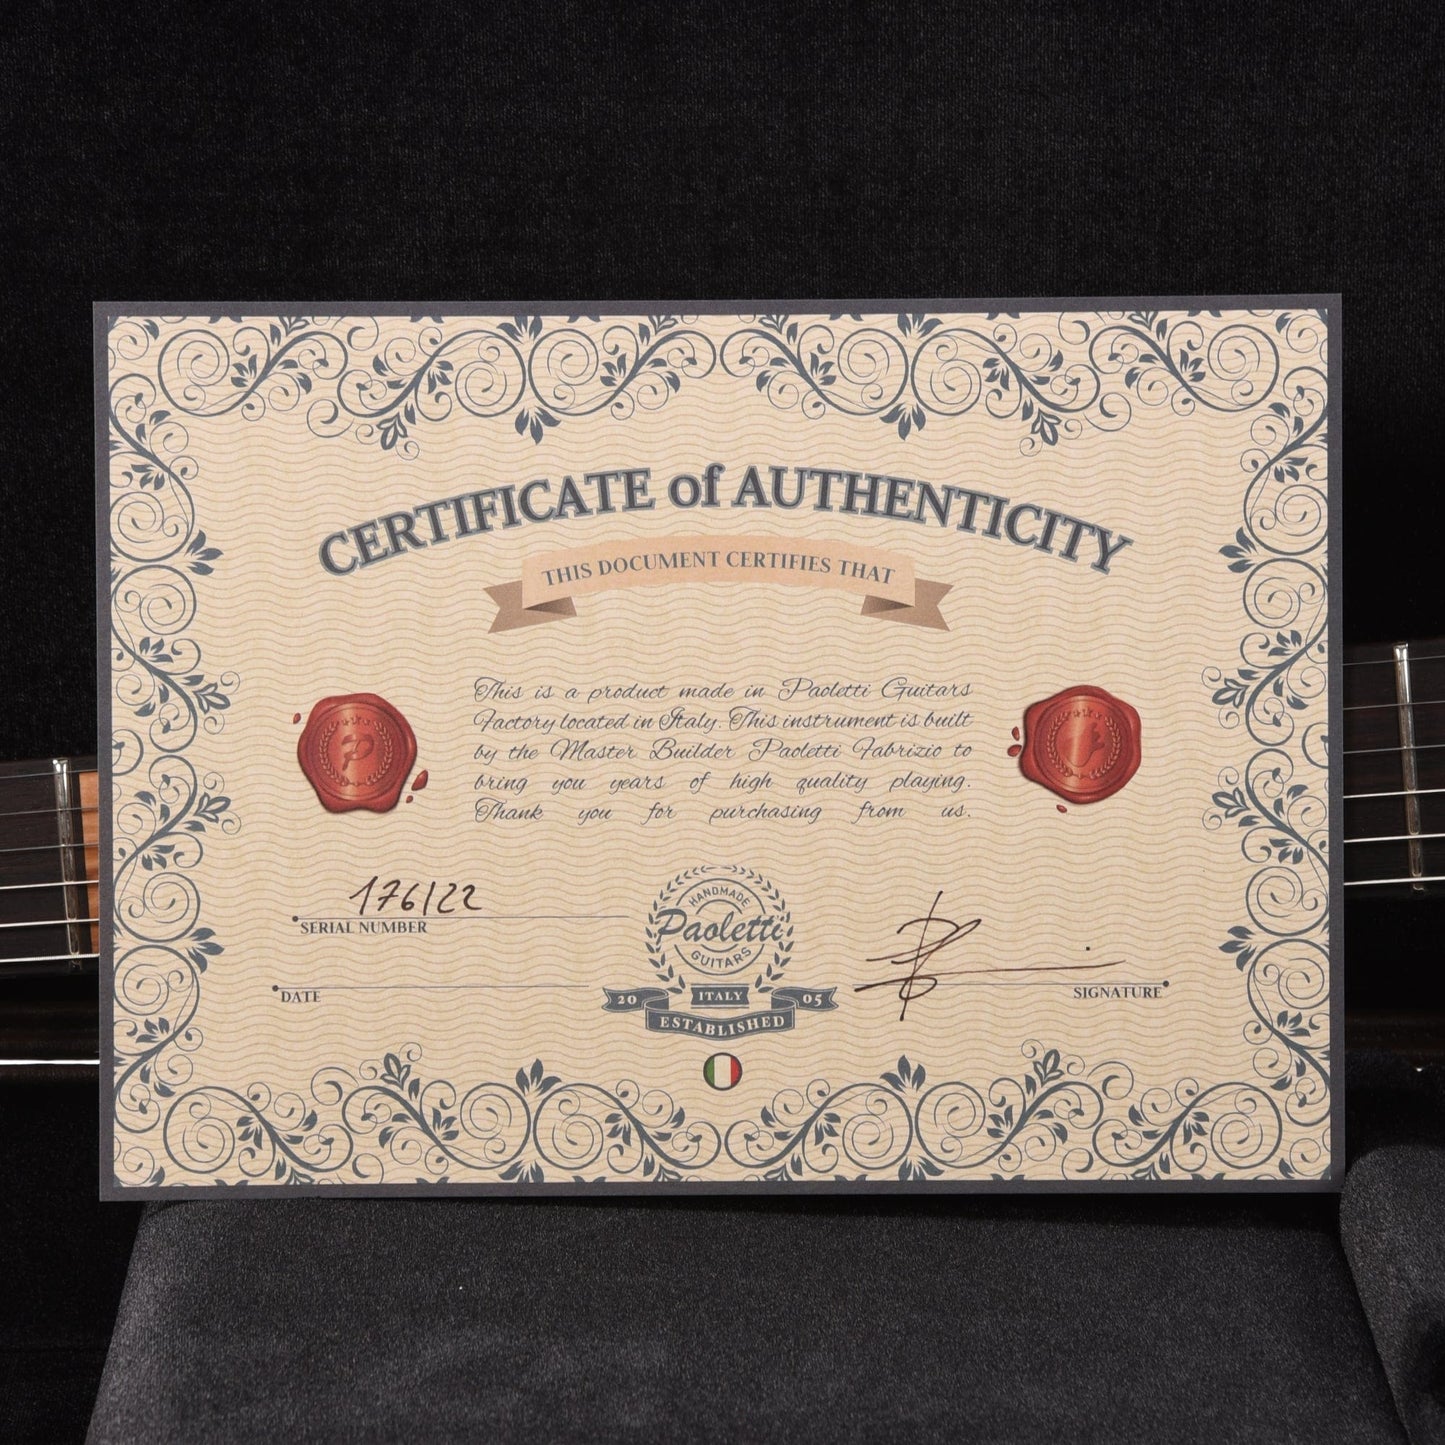 CERTIFICATE of AUTHENTICITY
THIS DOCUMENT CERTIFIES THAT
This is a product made in Paoletti Guitars
Factory located in Italy. This instrument is built
by the Master Builder Paoletti Fabrizio to
bring you years of high quality playing.
Thank you for purchasing from us.
176/22
SERIAL NUMBER
DATE
HANDMADE
Paoletti
GUITARS
20 ITALY 05
ESTABLISHED
SIGNATURE
P